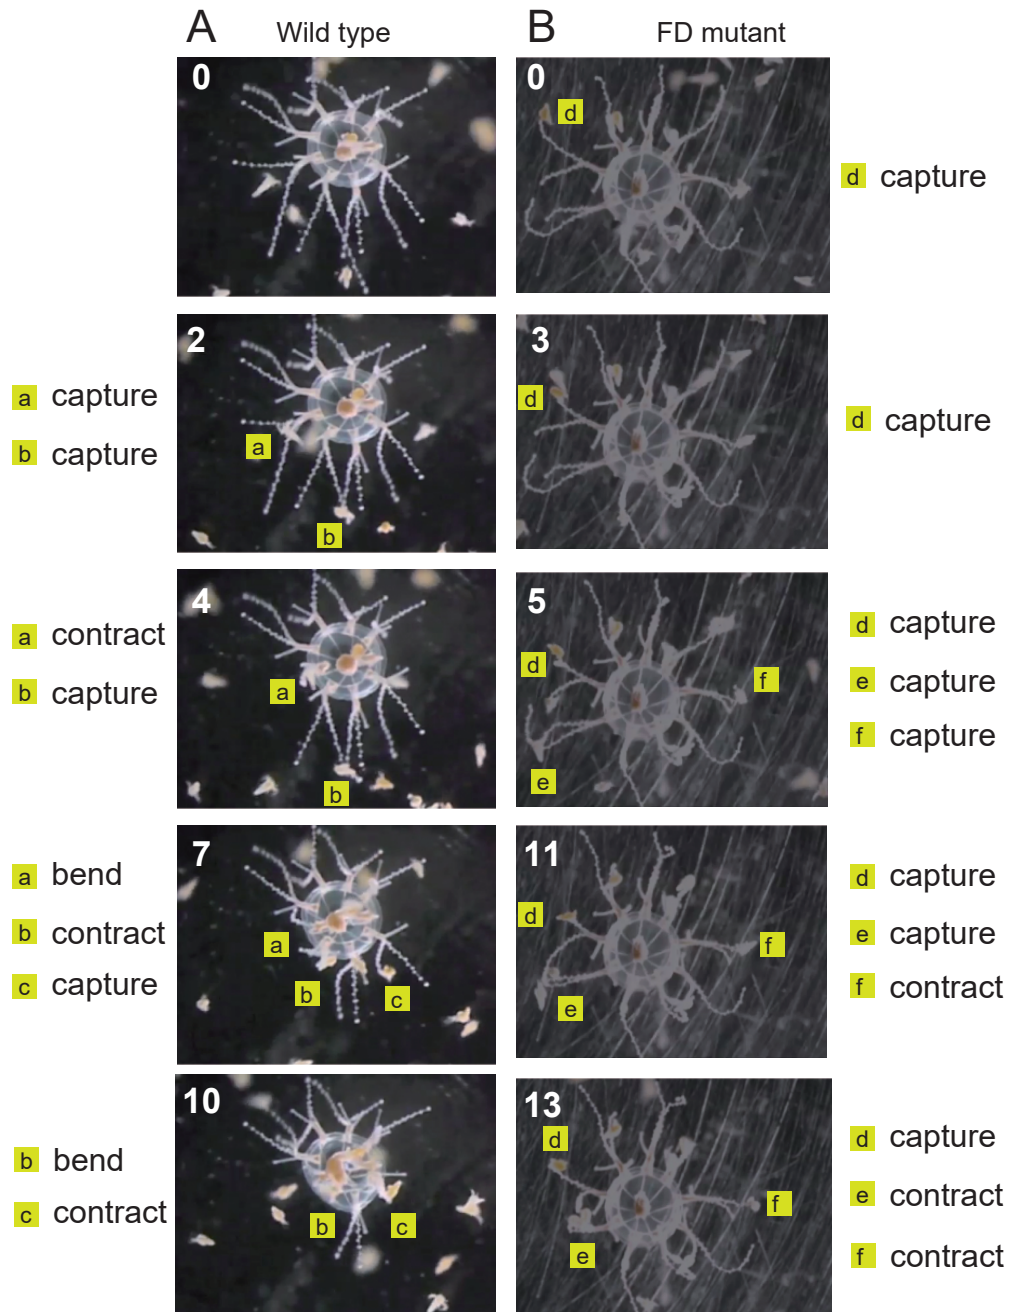 A Wild type
B FD mutant
0
0
d
d capture
2
3
a capture
b capture
a
b
d
d capture
4
5
a contract
b capture
a
b
d
e
f
d capture
e capture
f capture
7
11
a bend
b contract
c capture
a
b
c
d
e
f
d capture
e capture
f contract
10
13
b bend
c contract
b
c
d
e
f
d capture
e contract
f contract